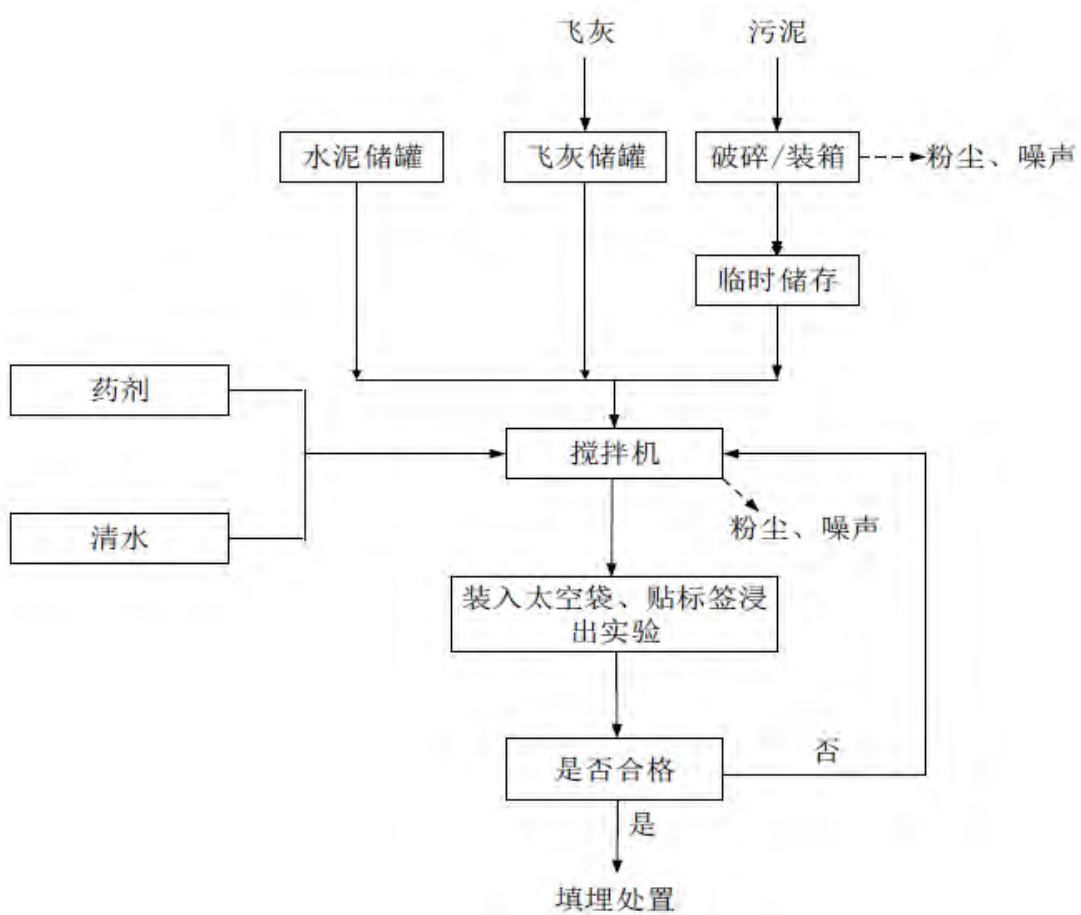 飞灰
污泥
水泥储罐
飞灰储罐
破碎/装箱
粉尘、噪声
临时储存
药剂
搅拌机
清水
粉尘、噪声
装入太空袋、贴标签浸
出实验
是否合格
否
是
填埋处置